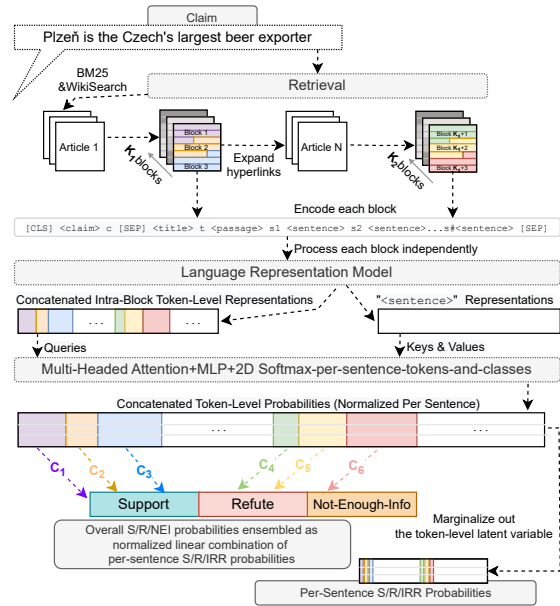 Claim
Plzeň is the Czech's largest beer exporter
BM25
&WikiSearch
Retrieval
Article 1
Block 1
Block 2
Block 3
K1 blocks
Expand
hyperlinks
Article N
Block K1+1
Block K1+2
Block K1+3
K2 blocks
Encode each block
[CLS] <claim> c [SEP] <title> t <passage> s1 <sentence> s2 <sentence>...s#<sentence> [SEP]
Process each block independently
Language Representation Model
Concatenated Intra-Block Token-Level Representations
"<sentence>" Representations
... ...
Queries
Keys & Values
Multi-Headed Attention+MLP+2D Softmax-per-sentence-tokens-and-classes
Concatenated Token-Level Probabilities (Normalized Per Sentence)
... ...
C1 C2 C3 C4 C5 C6
Support Refute Not-Enough-Info
Overall S/R/NEI probabilities ensembled as
normalized linear combination of
per-sentence S/R/IRR probabilities
Marginalize out
the token-level latent variable
Per-Sentence S/R/IRR Probabilities